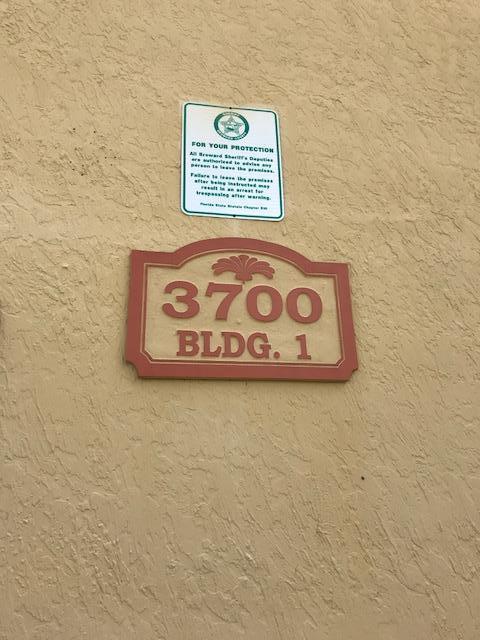 FOR YOUR PROTECTION
All Broward Sheriff's Deputies
are authorized to advise any
person to leave the premises.
Failure to leave the premises
after being instructed may
result in an arrest for
trespassing after warning.
Florida State Statute Chapter 810
3700
BLDG. 1